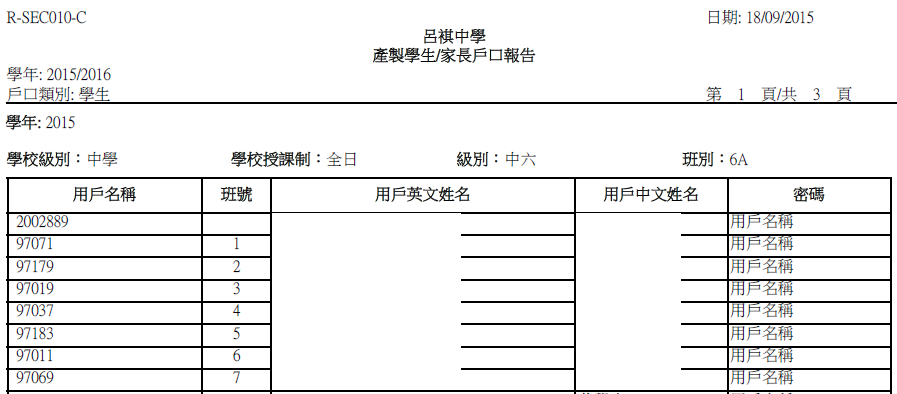 R-SEC010-C 日期: 18/09/2015
呂祺中學
產製學生/家長戶口報告
學年: 2015/2016
戶口類別: 學生 第 1 頁/共 3 頁
學年: 2015
學校級別：中學 學校授課制：全日 級別：中六 班別：6A
用戶名稱 班號 用戶英文姓名 用戶中文姓名 密碼
2002889 用戶名稱
97071 1 用戶名稱
97179 2 用戶名稱
97019 3 用戶名稱
97037 4 用戶名稱
97183 5 用戶名稱
97011 6 用戶名稱
97069 7 用戶名稱